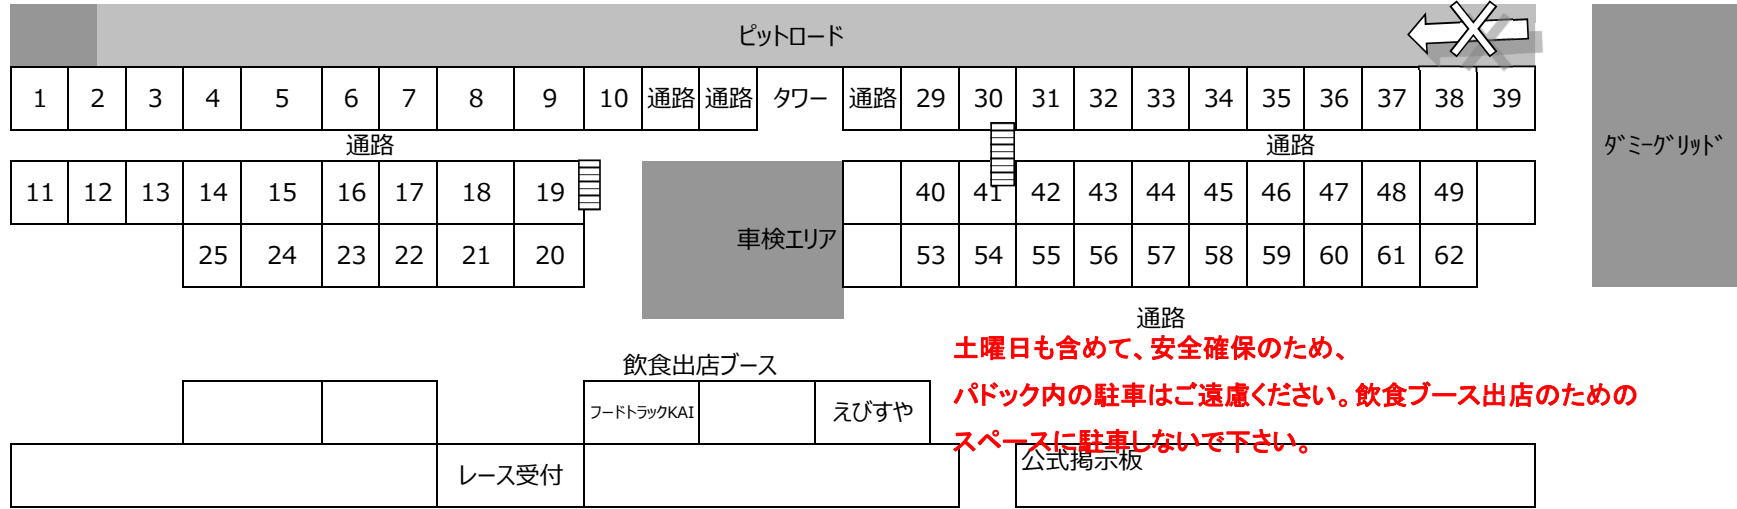 ピットロード
1 2 3 4 5 6 7 8 9 10 通路 通路 タワー 通路 29 30 31 32 33 34 35 36 37 38 39
通路 通路
ダミーグリッド
11 12 13 14 15 16 17 18 19 40 41 42 43 44 45 46 47 48 49
車検エリア
25 24 23 22 21 20 53 54 55 56 57 58 59 60 61 62
通路
土曜日も含めて、安全確保のため、
飲食出店ブース
パドック内の駐車はご遠慮ください。飲食ブース出店のための
フードトラックKAI えびすや
スペースに駐車しないで下さい。
レース受付 公式掲示板